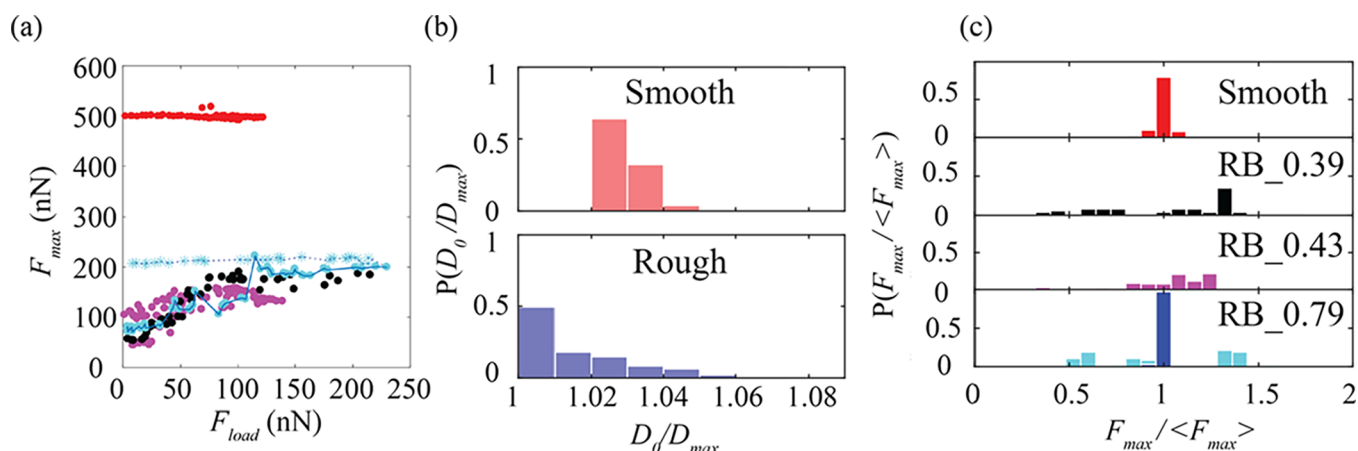 (a)
600
500
400
300
200
100
0
F_max (nN)
0 50 100 150 200 250
F_load (nN)
(b)
Smooth
1
0.5
0
Rough
1
0.5
0
P(D_0/D_max)
1 1.02 1.04 1.06 1.08
D_0/D_max
(c)
Smooth
0.5
0
RB_0.39
0.5
0
RB_0.43
0.5
0
RB_0.79
0.5
0
P(F_max/<F_max>)
0 0.5 1 1.5 2
F_max/<F_max>